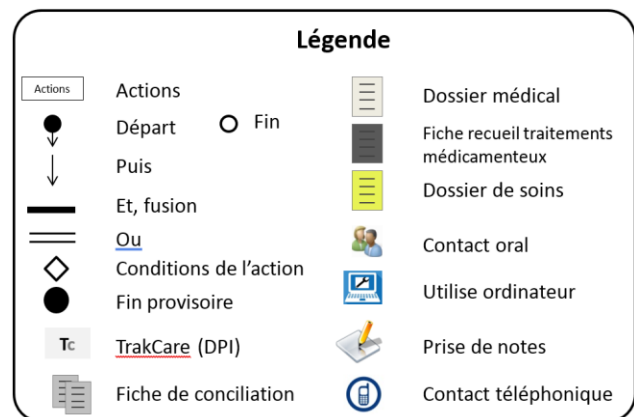 Légende
Actions
Actions
Départ
Fin
Puis
Et, fusion
Ou
Conditions de l'action
Fin provisoire
Tc
TrakCare (DPI)
Fiche de conciliation
Dossier médical
Fiche recueil traitements
médicamenteux
Dossier de soins
Contact oral
Utilise ordinateur
Prise de notes
Contact téléphonique